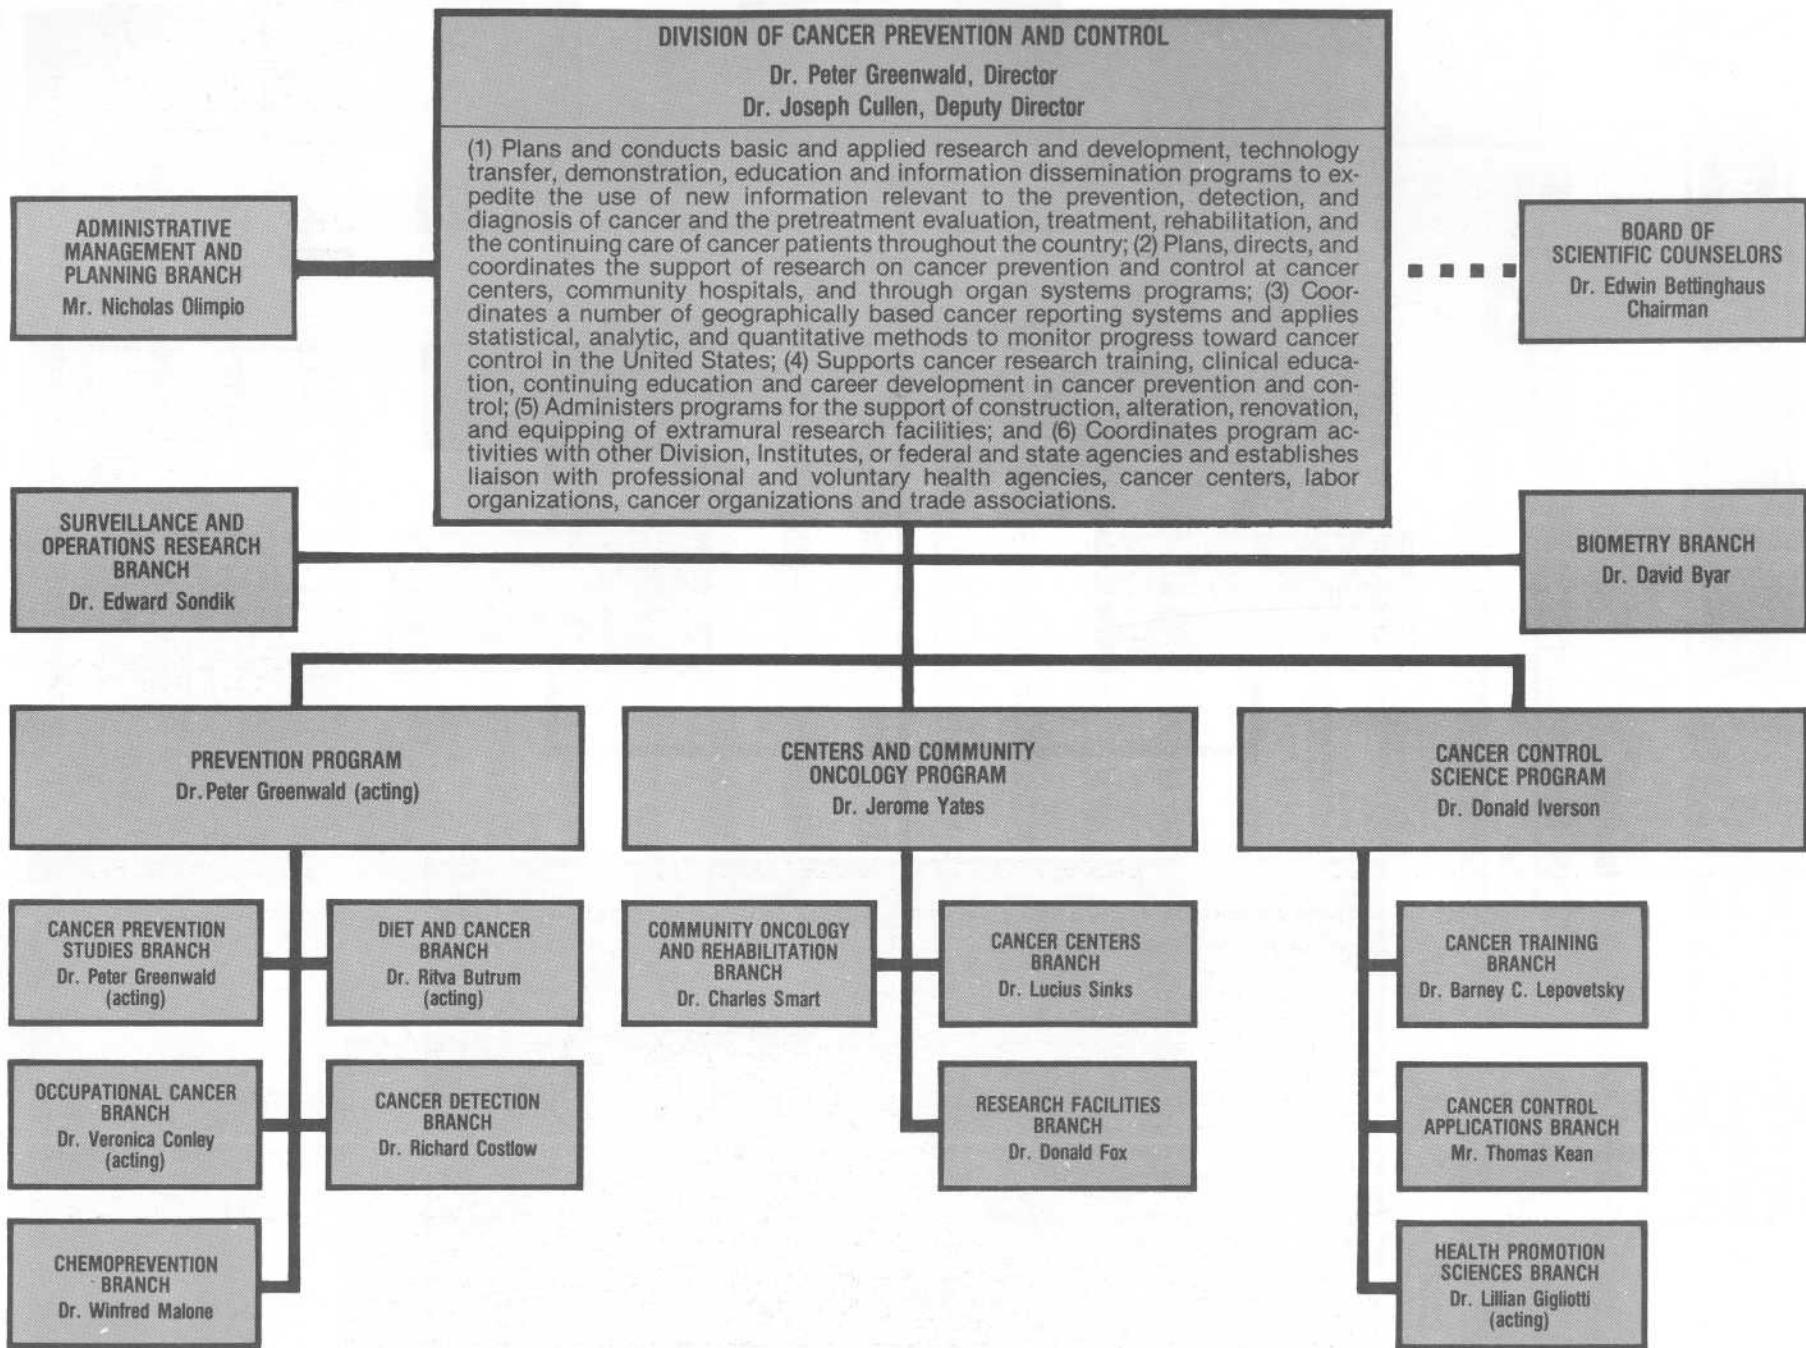 DIVISION OF CANCER PREVENTION AND CONTROL
Dr. Peter Greenwald, Director
Dr. Joseph Cullen, Deputy Director
(1) Plans and conducts basic and applied research and development, technology
transfer, demonstration, education and information dissemination programs to ex-
pedite the use of new information relevant to the prevention, detection, and
diagnosis of cancer and the pretreatment evaluation, treatment, rehabilitation, and
the continuing care of cancer patients throughout the country; (2) Plans, directs, and
coordinates the support of research on cancer prevention and control at cancer
centers, community hospitals, and through organ systems programs; (3) Coor-
dinates a number of geographically based cancer reporting systems and applies
statistical, analytic, and quantitative methods to monitor progress toward cancer
control in the United States; (4) Supports cancer research training, clinical educa-
tion, continuing education and career development in cancer prevention and con-
trol; (5) Administers programs for the support of construction, alteration, renovation,
and equipping of extramural research facilities; and (6) Coordinates program ac-
tivities with other Division, Institutes, or federal and state agencies and establishes
liaison with professional and voluntary health agencies, cancer centers, labor
organizations, cancer organizations and trade associations.
ADMINISTRATIVE
MANAGEMENT AND
PLANNING BRANCH
Mr. Nicholas Olimpio
BOARD OF
SCIENTIFIC COUNSELORS
Dr. Edwin Bettinghaus
Chairman
SURVEILLANCE AND
OPERATIONS RESEARCH
BRANCH
Dr. Edward Sondik
BIOMETRY BRANCH
Dr. David Byar
PREVENTION PROGRAM
Dr. Peter Greenwald (acting)
CENTERS AND COMMUNITY
ONCOLOGY PROGRAM
Dr. Jerome Yates
CANCER CONTROL
SCIENCE PROGRAM
Dr. Donald Iverson
CANCER PREVENTION
STUDIES BRANCH
Dr. Peter Greenwald
(acting)
DIET AND CANCER
BRANCH
Dr. Ritva Butrum
(acting)
COMMUNITY ONCOLOGY
AND REHABILITATION
BRANCH
Dr. Charles Smart
CANCER CENTERS
BRANCH
Dr. Lucius Sinks
CANCER TRAINING
BRANCH
Dr. Barney C. Lepovetsky
OCCUPATIONAL CANCER
BRANCH
Dr. Veronica Conley
(acting)
CANCER DETECTION
BRANCH
Dr. Richard Costlow
RESEARCH FACILITIES
BRANCH
Dr. Donald Fox
CANCER CONTROL
APPLICATIONS BRANCH
Mr. Thomas Kean
CHEMOPREVENTION
BRANCH
Dr. Winfred Malone
HEALTH PROMOTION
SCIENCES BRANCH
Dr. Lillian Gigliotti
(acting)